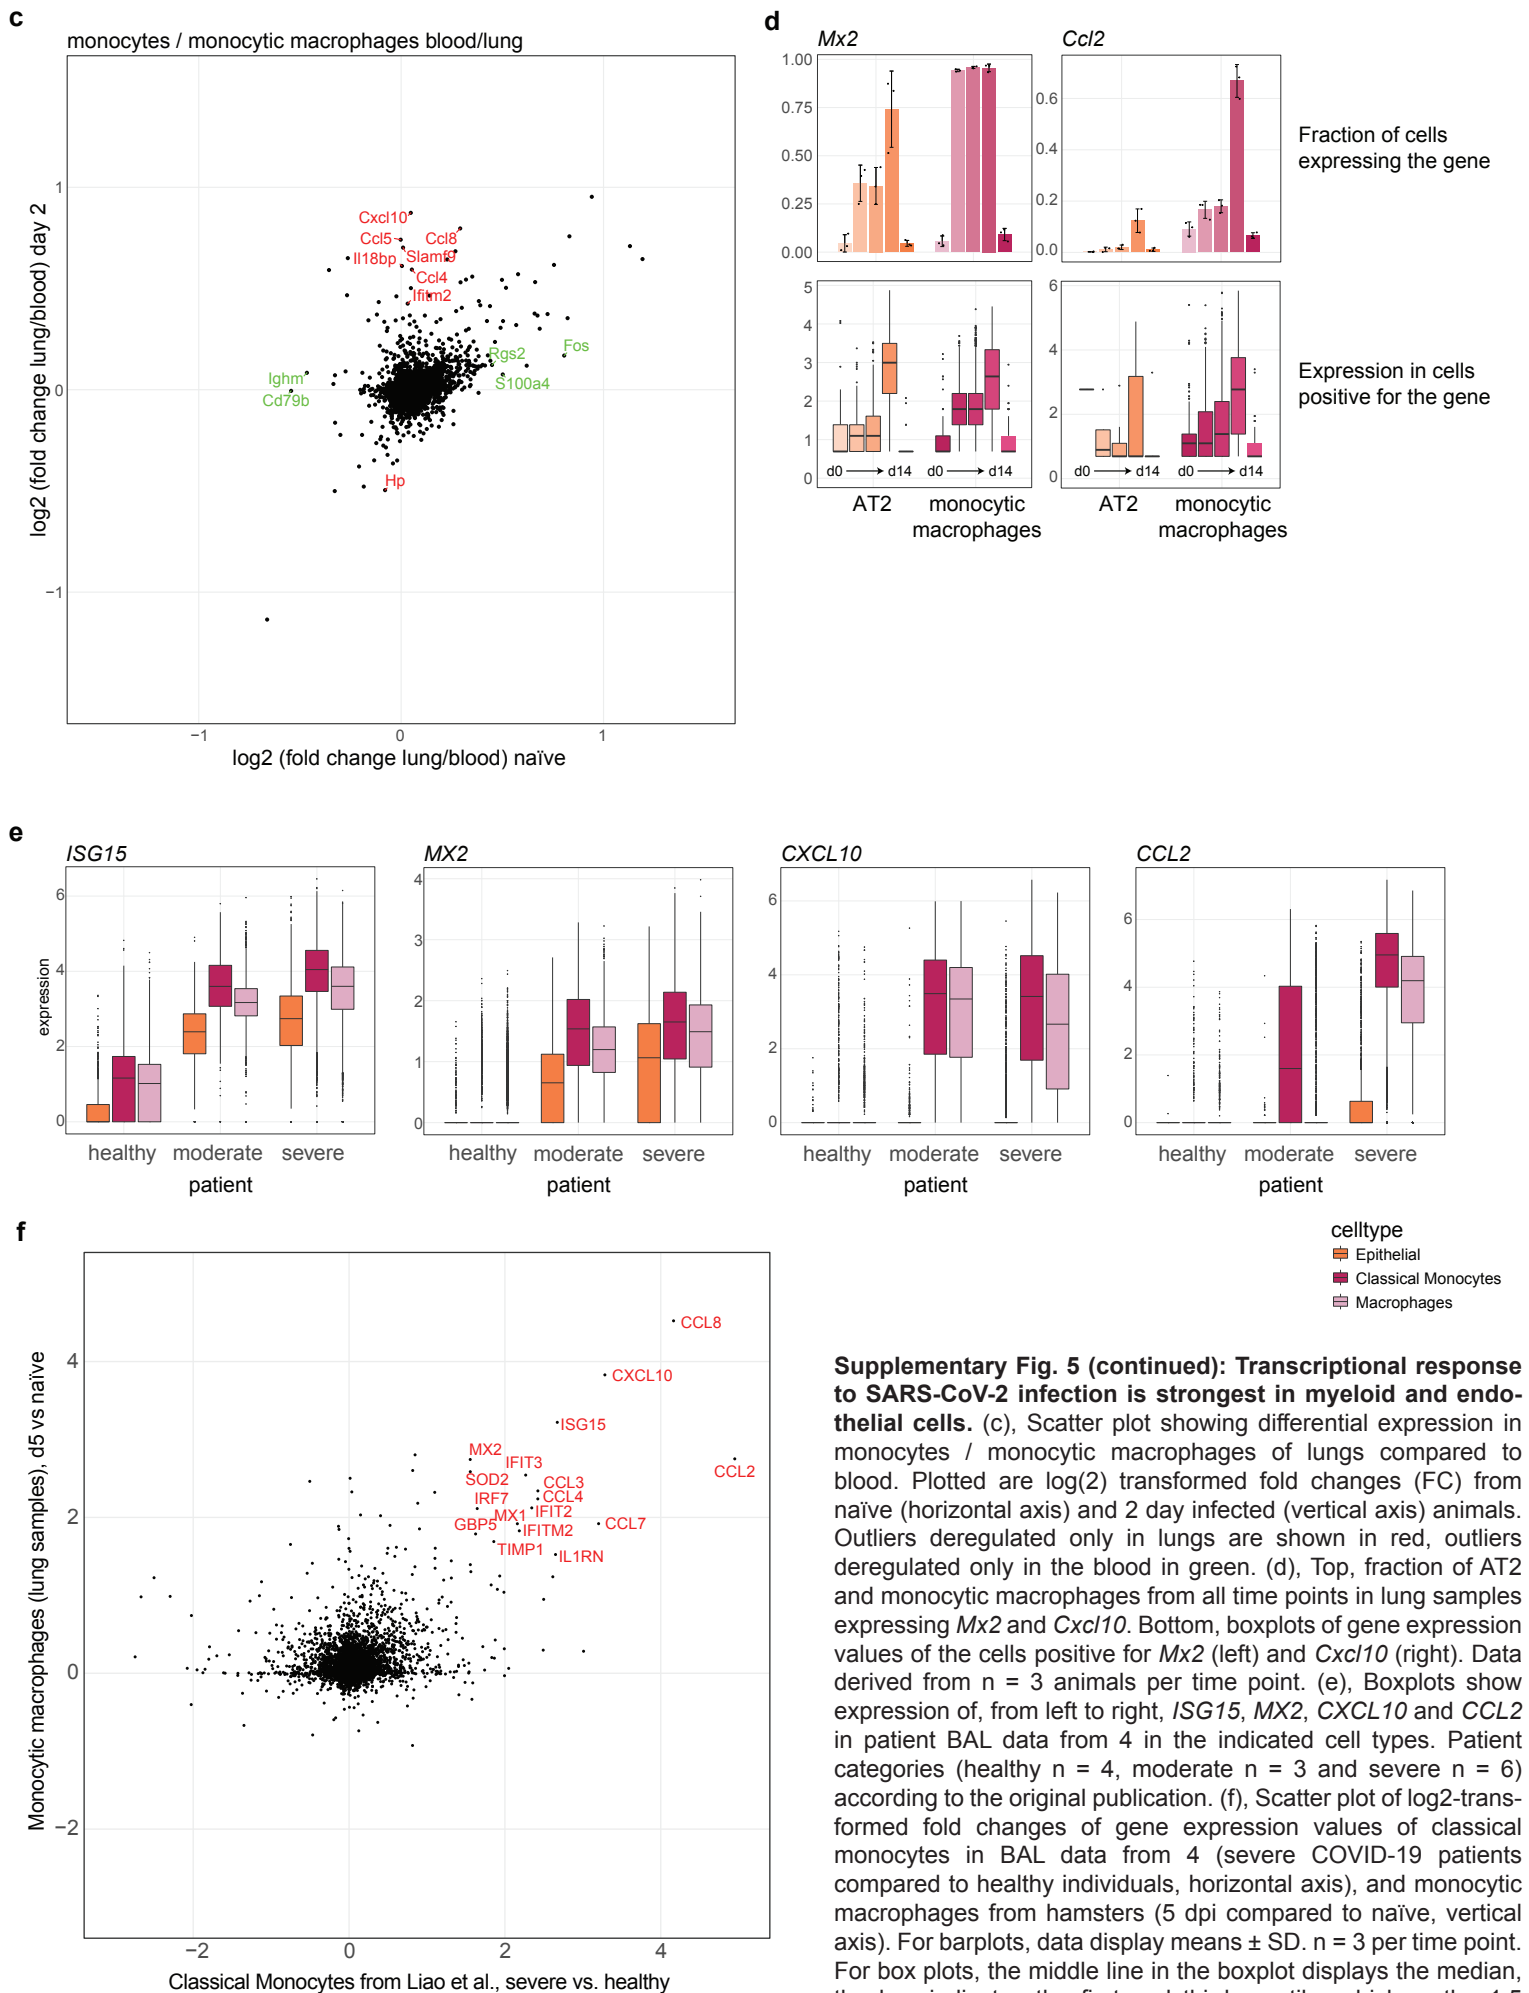 c
monocytes / monocytic macrophages blood/lung
log2 (fold change lung/blood) day 2
1
0
−1
Cxcl10
Ccl5
Ccl8
Il18bp
Slamf9
Ccl4
Ifitm2
Rgs2
Fos
S100a4
Ighm
Cd79b
Hp
−1
0
1
log2 (fold change lung/blood) naïve
d
Mx2
Ccl2
1.00
0.75
0.50
0.25
0.00
0.6
0.4
0.2
0.0
Fraction of cells
expressing the gene
5
4
3
2
1
0
6
4
2
0
d0
d14
d0
d14
d0
d14
d0
d14
Expression in cells
positive for the gene
AT2
monocytic
macrophages
AT2
monocytic
macrophages
e
ISG15
MX2
CXCL10
CCL2
expression
6
4
2
0
healthy moderate severe
patient
4
3
2
1
0
healthy moderate severe
patient
6
4
2
0
healthy moderate severe
patient
6
4
2
0
healthy moderate severe
patient
celltype
Epithelial
Classical Monocytes
Macrophages
f
Monocytic macrophages (lung samples), d5 vs naïve
4
2
0
−2
CCL8
CXCL10
ISG15
MX2
IFIT3
CCL2
SOD2
CCL3
IRF7
CCL4
MX1
IFIT2
GBP5
IFITM2
CCL7
TIMP1
IL1RN
−2
0
2
4
Classical Monocytes from Liao et al., severe vs. healthy
Supplementary Fig. 5 (continued): Transcriptional response
to SARS-CoV-2 infection is strongest in myeloid and endo-
thelial cells. (c), Scatter plot showing differential expression in
monocytes / monocytic macrophages of lungs compared to
blood. Plotted are log(2) transformed fold changes (FC) from
naïve (horizontal axis) and 2 day infected (vertical axis) animals.
Outliers deregulated only in lungs are shown in red, outliers
deregulated only in the blood in green. (d), Top, fraction of AT2
and monocytic macrophages from all time points in lung samples
expressing Mx2 and Cxcl10. Bottom, boxplots of gene expression
values of the cells positive for Mx2 (left) and Cxcl10 (right). Data
derived from n = 3 animals per time point. (e), Boxplots show
expression of, from left to right, ISG15, MX2, CXCL10 and CCL2
in patient BAL data from 4 in the indicated cell types. Patient
categories (healthy n = 4, moderate n = 3 and severe n = 6)
according to the original publication. (f), Scatter plot of log2-trans-
formed fold changes of gene expression values of classical
monocytes in BAL data from 4 (severe COVID-19 patients
compared to healthy individuals, horizontal axis), and monocytic
macrophages from hamsters (5 dpi compared to naïve, vertical
axis). For barplots, data display means ± SD. n = 3 per time point.
For box plots, the middle line in the boxplot displays the median,